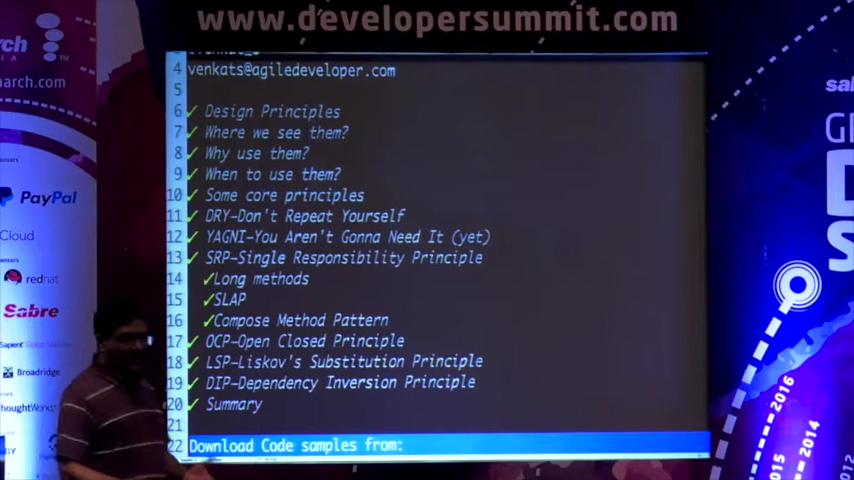 www.developersummit.com
4 venkats@agiledeveloper.com
5
6 ✓ Design Principles
7 ✓ Where we see them?
8 ✓ Why use them?
9 ✓ When to use them?
10 ✓ Some core principles
11 ✓ DRY-Don't Repeat Yourself
12 ✓ YAGNI-You Aren't Gonna Need It (yet)
13 ✓ SRP-Single Responsibility Principle
14 ✓Long methods
15 ✓SLAP
16 ✓Compose Method Pattern
17 ✓ OCP-Open Closed Principle
18 ✓ LSP-Liskov's Substitution Principle
19 ✓ DIP-Dependency Inversion Principle
20 ✓ Summary
21
22 Download Code samples from:
PayPal
Cloud
redhat
Sabre
Sapient
Broadridge
houghtWorks
2016
2014